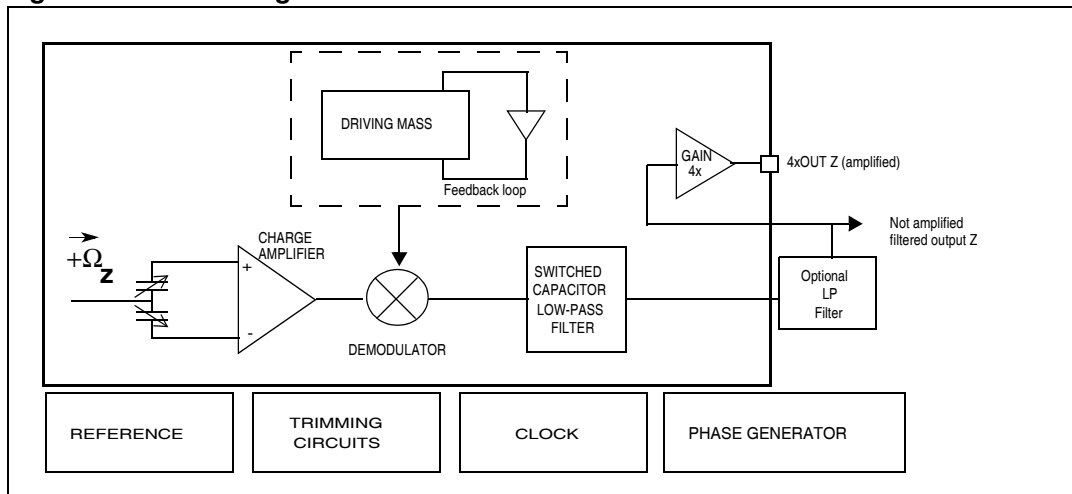 DRIVING MASS
Feedback loop
GAIN
4x
4xOUT Z (amplified)
Not amplified
filtered output Z
+Ω
z
CHARGE
AMPLIFIER
+
-
DEMODULATOR
SWITCHED
CAPACITOR
LOW-PASS
FILTER
Optional
LP
Filter
REFERENCE
TRIMMING
CIRCUITS
CLOCK
PHASE GENERATOR